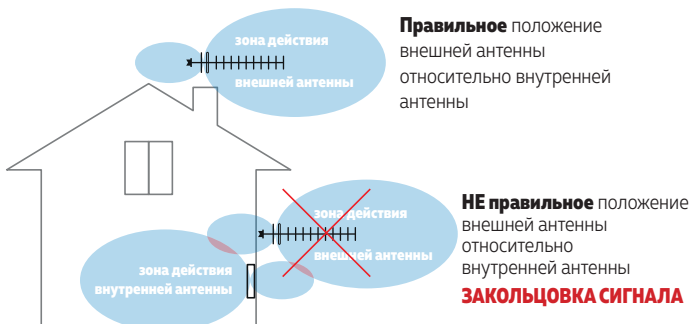 зона действия
внешней антенны
Правильное положение
внешней антенны
относительно внутренней
антенны
зона действия
внешней антенны
зона действия
внутренней антенны
НЕ правильное положение
внешней антенны
относительно
внутренней антенны
ЗАКОЛЬЦОВКА СИГНАЛА